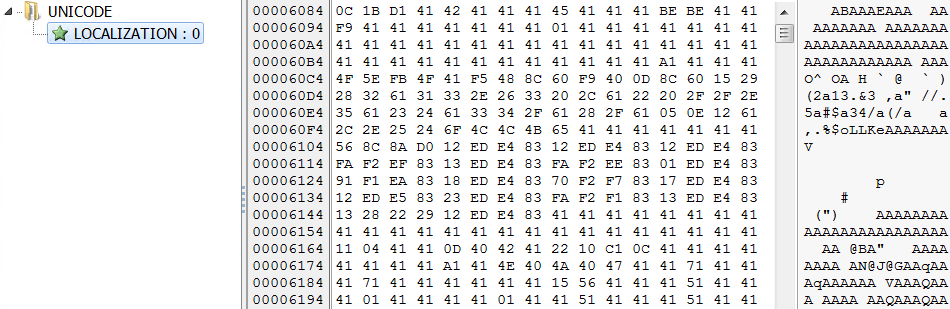 UNICODE
LOCALIZATION : 0
00006084 0C 1B D1 41 42 41 41 41 45 41 41 41 BE BE 41 41 ABAAAEAAA AA
00006094 F9 41 41 41 41 41 41 41 01 41 41 41 41 41 41 41 AAAAAAA AAAAAAA
000060A4 41 41 41 41 41 41 41 41 41 41 41 41 41 41 41 41 AAAAAAAAAAAAAAAA
000060B4 41 41 41 41 41 41 41 41 41 41 41 41 A1 41 41 41 AAAAAAAAAAAA AAA
000060C4 4F 5E FB 4F 41 F5 48 8C 60 F9 40 0D 8C 60 15 29 O^ OA H ` @ ` )
000060D4 28 32 61 31 33 2E 26 33 20 2C 61 22 20 2F 2F 2E (2a13.&3 ,a" //.
000060E4 35 61 23 24 61 33 34 2F 61 28 2F 61 05 0E 12 61 5a#$a34/a(/a a
000060F4 2C 2E 25 24 6F 4C 4C 4B 65 41 41 41 41 41 41 41 ,.%$oLLKeAAAAAAA
00006104 56 8C 8A D0 12 ED E4 83 12 ED E4 83 12 ED E4 83 V
00006114 FA F2 EF 83 13 ED E4 83 FA F2 EE 83 01 ED E4 83
00006124 91 F1 EA 83 18 ED E4 83 70 F2 F7 83 17 ED E4 83 p
00006134 12 ED E5 83 23 ED E4 83 FA F2 F1 83 13 ED E4 83 #
00006144 13 28 22 29 12 ED E4 83 41 41 41 41 41 41 41 41 (") AAAAAAAA
00006154 41 41 41 41 41 41 41 41 41 41 41 41 41 41 41 41 AAAAAAAAAAAAAAAA
00006164 11 04 41 41 0D 40 42 41 22 10 C1 0C 41 41 41 41 AA @BA" AAAA
00006174 41 41 41 41 A1 41 4E 40 4A 40 47 41 41 71 41 41 AAAA AN@J@GAAqAA
00006184 41 71 41 41 41 41 41 41 15 56 41 41 41 51 41 41 AqAAAAAA VAAAQAA
00006194 41 01 41 41 41 41 01 41 41 51 41 41 41 51 41 41 A AAAA AAQAAAQAA